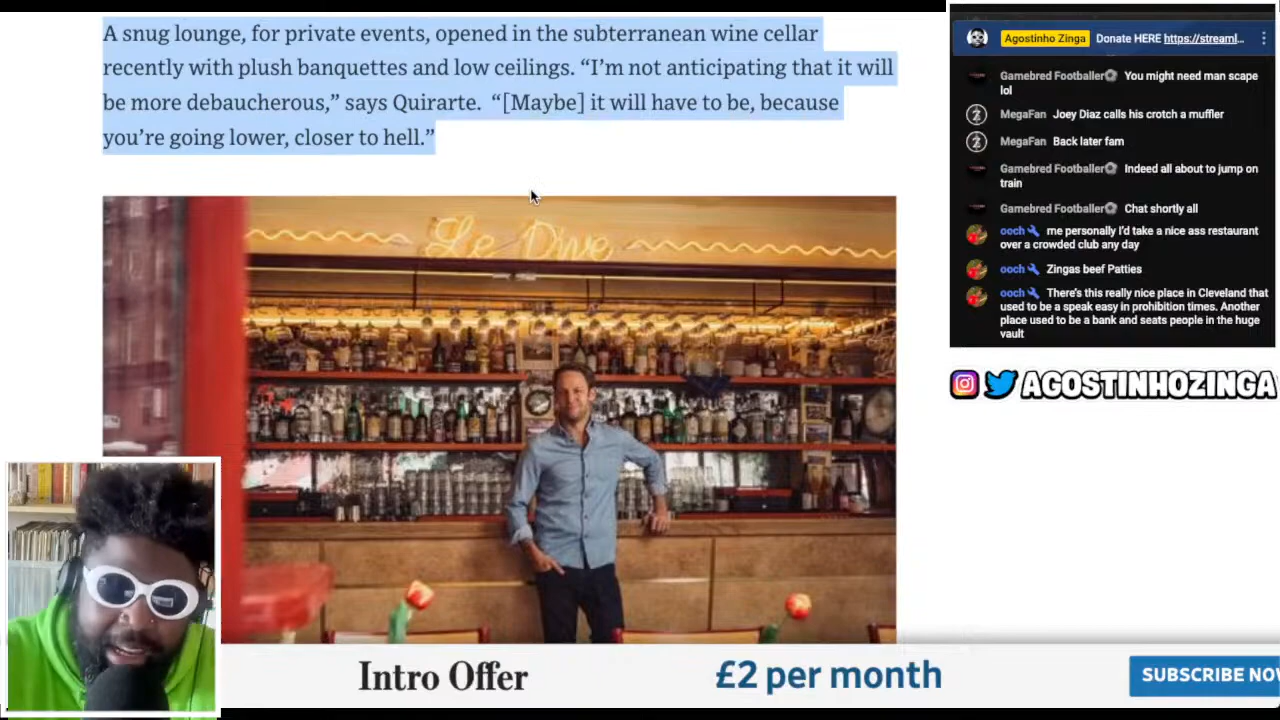 A snug lounge, for private events, opened in the subterranean wine cellar
recently with plush banquettes and low ceilings. “I’m not anticipating that it will
be more debaucherous,” says Quirarte.  “[Maybe] it will have to be, because
you’re going lower, closer to hell.”
Le Dive
Intro Offer
£2 per month
SUBSCRIBE NOW
Agostinho Zinga Donate HERE https://streaml...
Gamebred Footballer⚽ You might need man scape
lol
MegaFan Joey Diaz calls his crotch a muffler
MegaFan Back later fam
Gamebred Footballer⚽ Indeed all about to jump on
train
Gamebred Footballer⚽ Chat shortly all
ooch me personally I'd take a nice ass restaurant
over a crowded club any day
ooch Zingas beef Patties
ooch There's this really nice place in Cleveland that
used to be a speak easy in prohibition times. Another
place used to be a bank and seats people in the huge
vault
AGOSTINHOZINGA